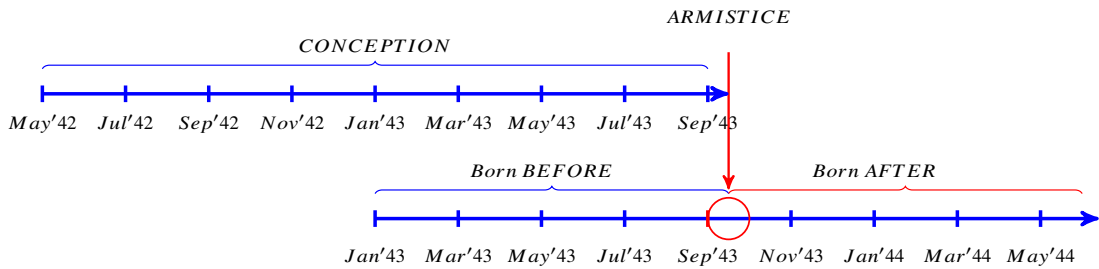 ARMISTICE
CONCEPTION
May'42 Jul'42 Sep'42 Nov'42 Jan'43 Mar'43 May'43 Jul'43 Sep'43
Born BEFORE Born AFTER
Jan'43 Mar'43 May'43 Jul'43 Sep'43 Nov'43 Jan'44 Mar'44 May'44